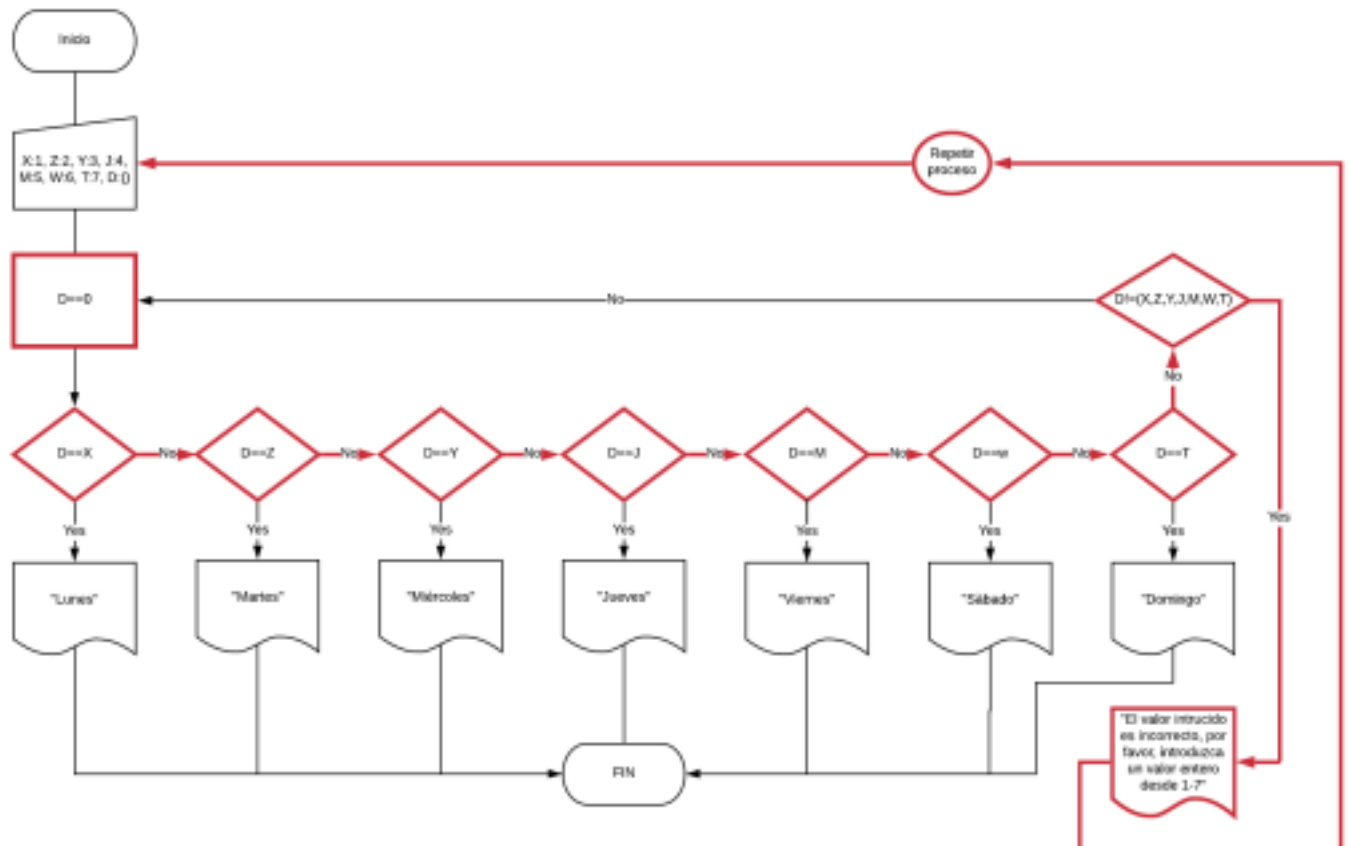 Inicio
X:1, Z:2, Y:3, J:4,
M:5, W:6, T:7, D:()
Repetir
proceso
D==0
No
D!=(X,Z,Y,J,M,W,T)
No
D==X
No
D==Z
No
D==Y
No
D==J
No
D==M
No
D==w
No
D==T
Yes
Yes
Yes
Yes
Yes
Yes
Yes
Yes
"Lunes"
"Martes"
"Miércoles"
"Jueves"
"Viernes"
"Sábado"
"Domingo"
"El valor intrucido
es incorrecto, por
favor, introduzca
un valor entero
desde 1-7"
FIN